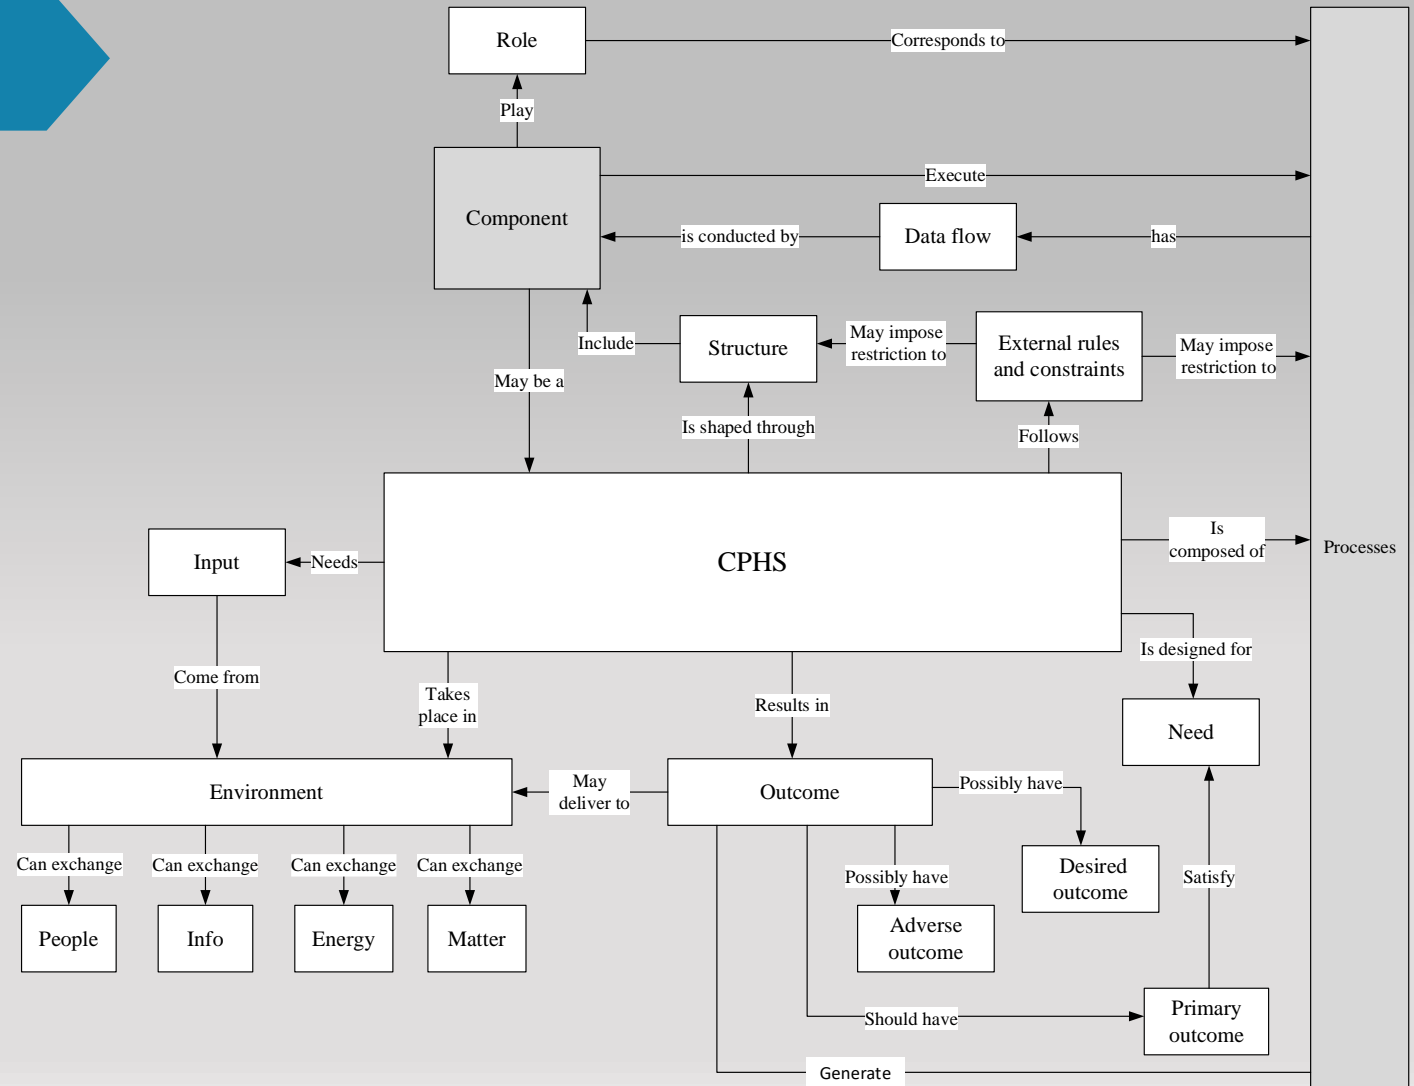 Role
Corresponds to
Play
Component
Execute
is conducted by
Data flow
has
Include
Structure
May impose
restriction to
External rules
and constraints
May impose
restriction to
May be a
Is shaped through
Follows
Input
Needs
CPHS
Is
composed of
Processes
Come from
Takes
place in
Results in
Is designed for
Need
Environment
May
deliver to
Outcome
Possibly have
Can exchange
Can exchange
Can exchange
Can exchange
Possibly have
Desired
outcome
Satisfy
People
Info
Energy
Matter
Adverse
outcome
Should have
Primary
outcome
Generate